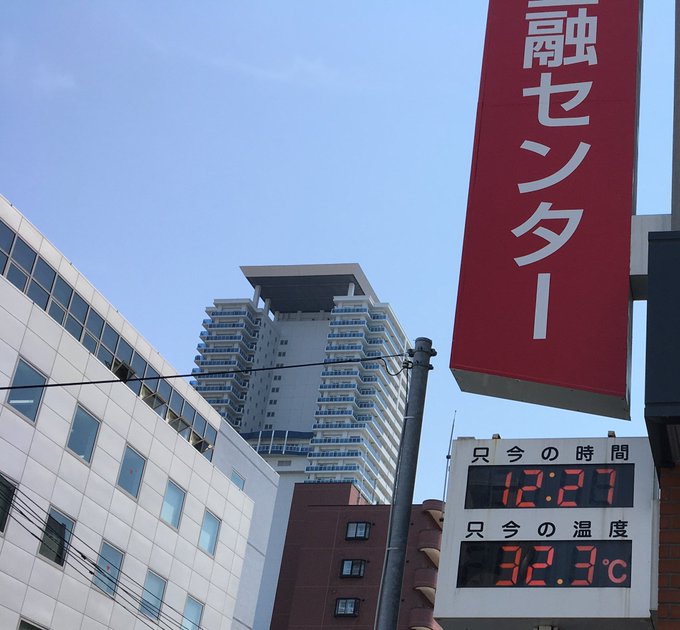 融センター
只今の時間
12:27
只今の温度
32.3℃